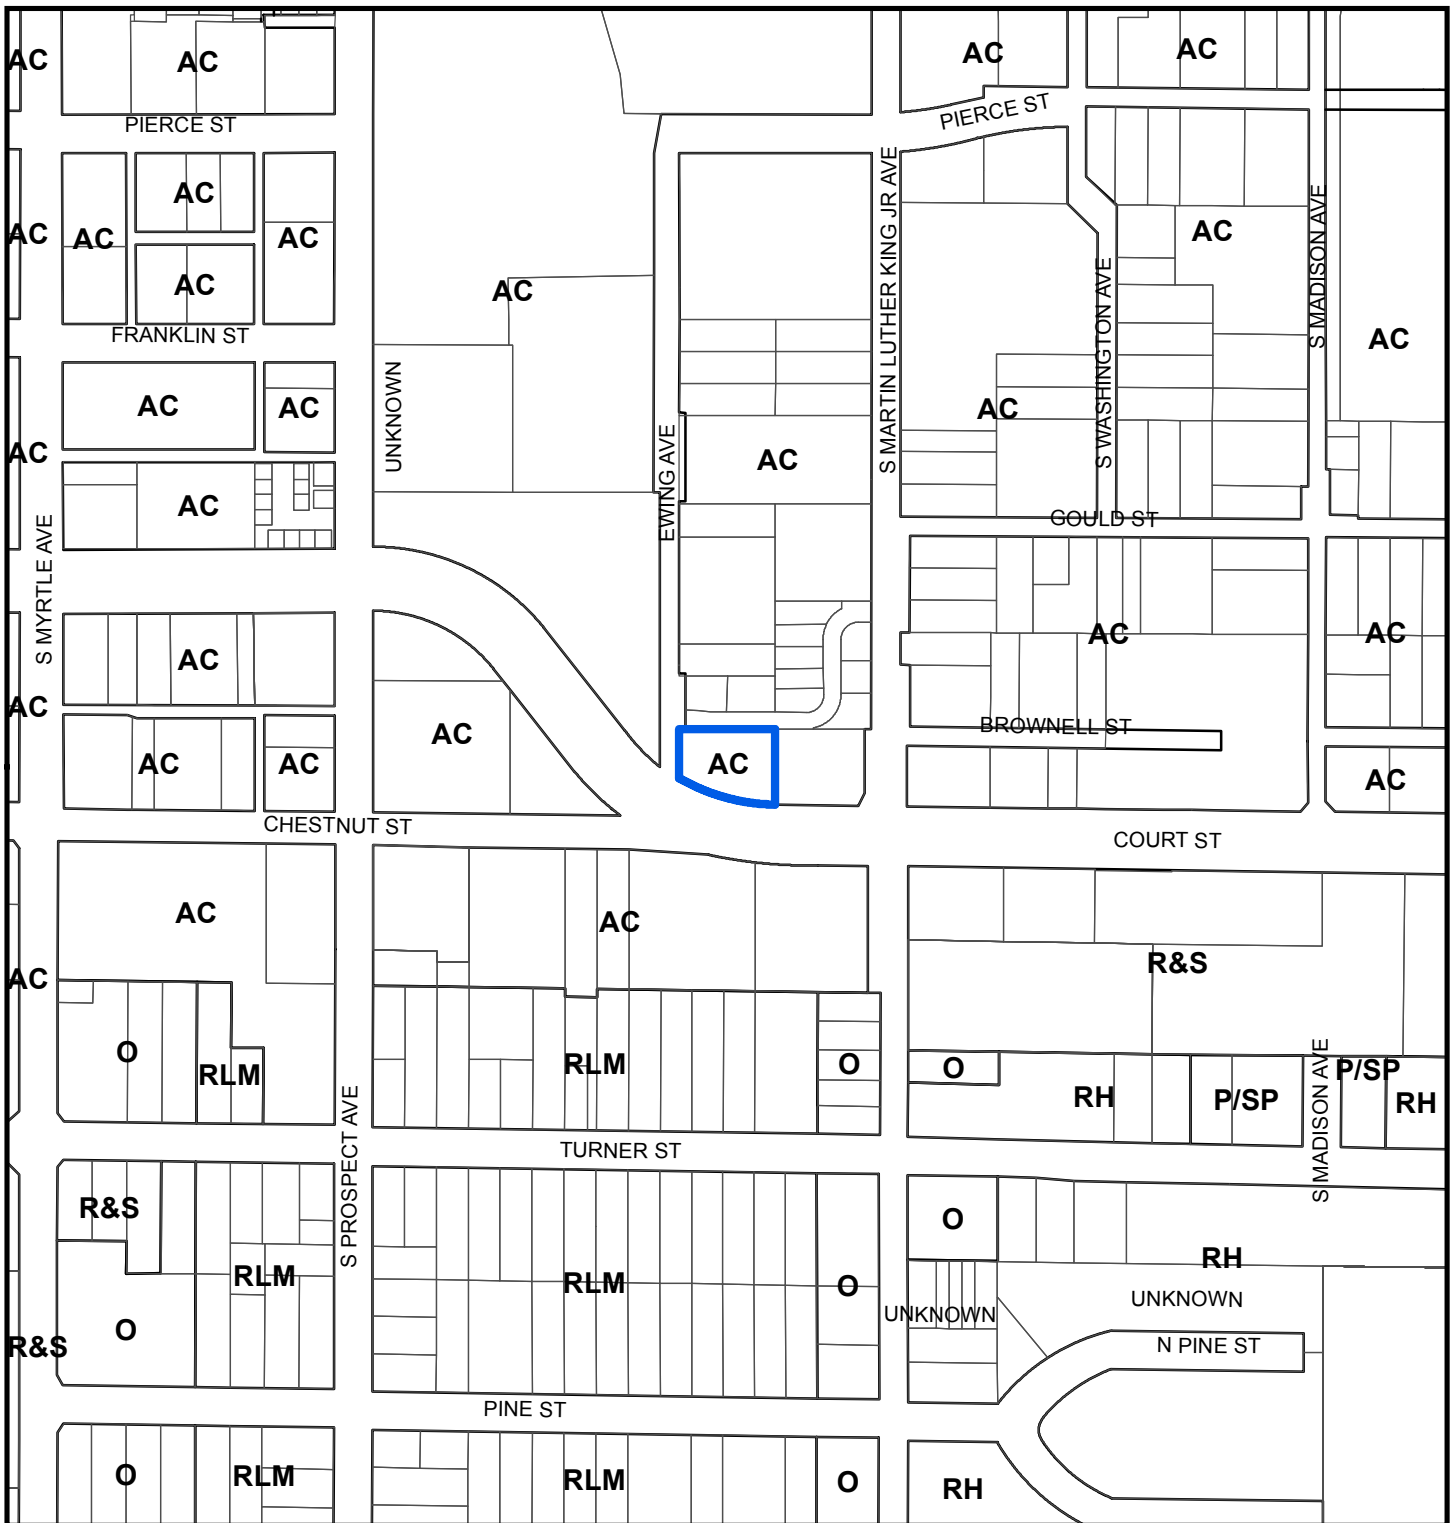 AC
AC
AC
AC
PIERCE ST
PIERCE ST
AC
AC
AC
AC
AC
AC
AC
FRANKLIN ST
AC
S MARTIN LUTHER KING JR AVE
S WASHINGTON AVE
S MADISON AVE
AC
AC
AC
UNKNOWN
AC
AC
AC
EWING AVE
AC
AC
GOULD ST
S MYRTLE AVE
AC
AC
AC
AC
AC
BROWNELL ST
AC
AC
AC
AC
CHESTNUT ST
COURT ST
AC
AC
R&S
AC
O
RLM
RLM
O
O
RH
P/SP
P/SP
RH
S MADISON AVE
S PROSPECT AVE
TURNER ST
R&S
O
RLM
RLM
O
RH
UNKNOWN
UNKNOWN
O
R&S
N PINE ST
PINE ST
O
RLM
RLM
O
RH